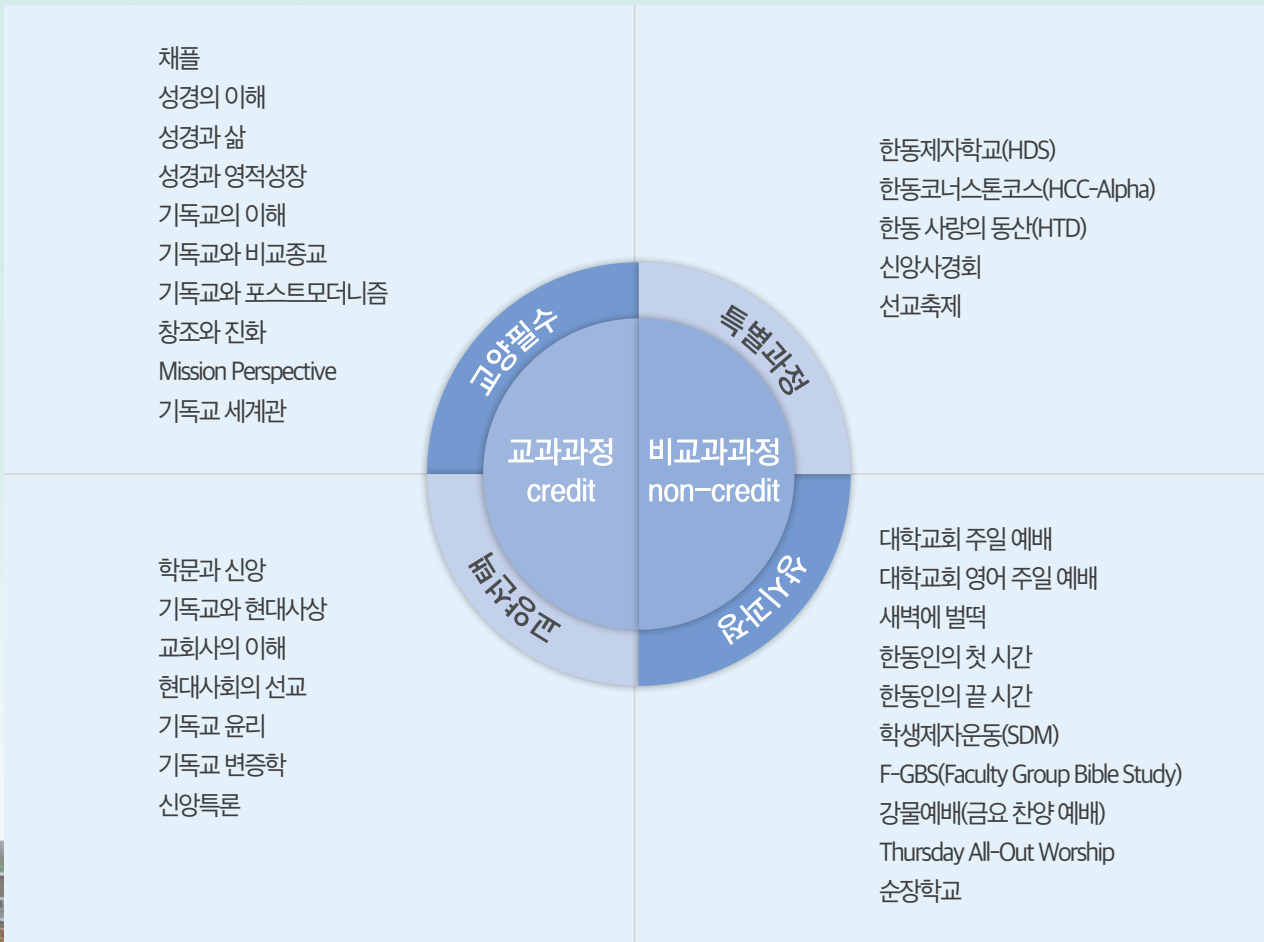 채플
성경의 이해
성경과 삶
성경과 영적성장
기독교의 이해
기독교와 비교종교
기독교와 포스트모더니즘
창조와 진화
Mission Perspective
기독교 세계관
한동제자학교(HDS)
한동코너스톤코스(HCC-Alpha)
한동 사랑의 동산(HTD)
신앙사경회
선교축제
교양필수
특별과정
교과과정
credit
비교과과정
non-credit
교양선택
상시과정
학문과 신앙
기독교와 현대사상
교회사의 이해
현대사회의 선교
기독교 윤리
기독교 변증학
신앙특론
대학교회 주일 예배
대학교회 영어 주일 예배
새벽에 벌떡
한동인의 첫 시간
한동인의 끝 시간
학생제자운동(SDM)
F-GBS(Faculty Group Bible Study)
강물예배(금요 찬양 예배)
Thursday All-Out Worship
순장학교